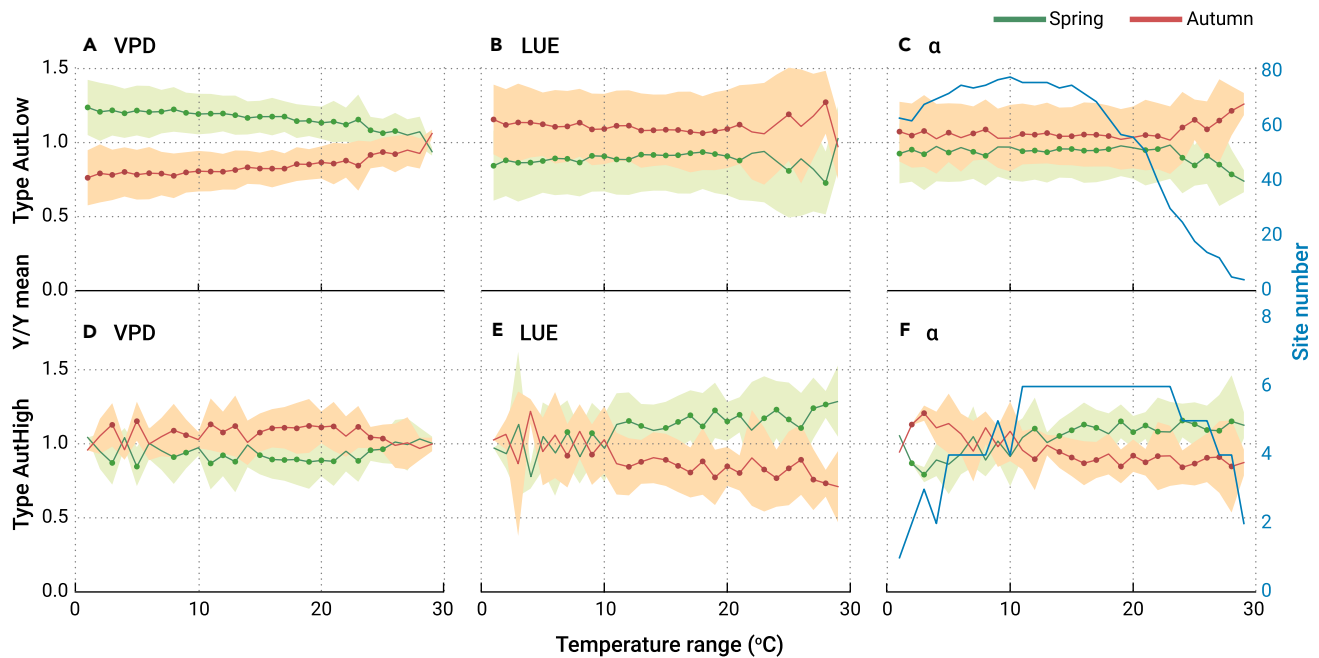 Spring Autumn
A VPD
B LUE
C α
1.5
1.0
0.5
0.0
80
60
40
20
0
Type AutLow
Y/Y mean
Site number
D VPD
E LUE
F α
1.5
1.0
0.5
0.0
8
6
4
2
0
Type AutHigh
0 10 20 30
0 10 20 30
0 10 20 30
Temperature range (°C)